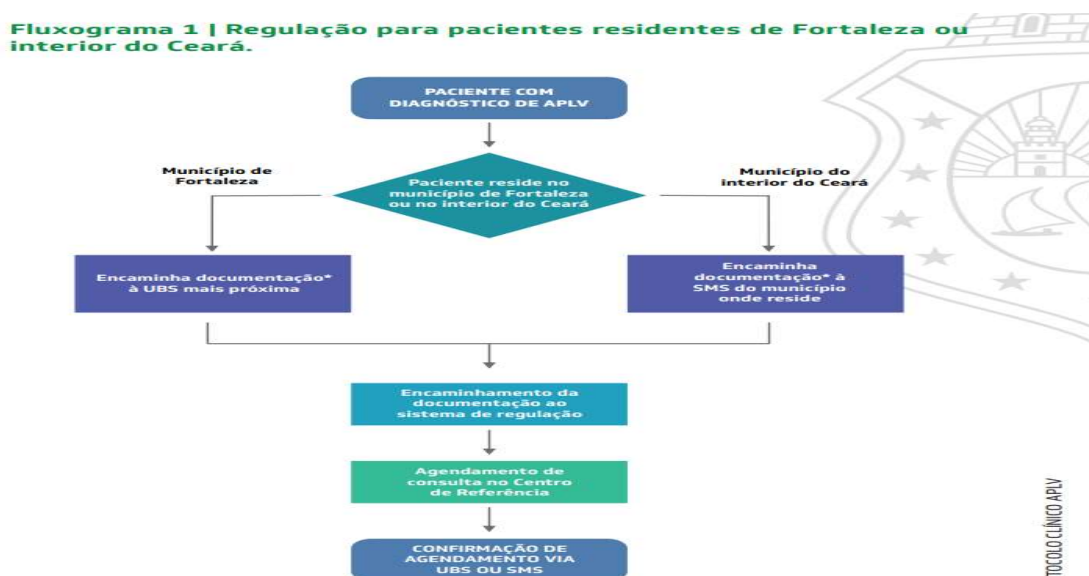 Fluxograma 1 | Regulação para pacientes residentes de Fortaleza ou
interior do Ceará.
PACIENTE COM
DIAGNÓSTICO DE APLV
Município de
Fortaleza
Paciente reside no
município de Fortaleza
ou no interior do Ceará
Município do
interior do Ceará
Encaminha documentação*
à UBS mais próxima
Encaminha
documentação* à
SMS do município
onde reside
Encaminhamento da
documentação ao
sistema de regulação
Agendamento de
consulta no Centro
de Referência
CONFIRMAÇÃO DE
AGENDAMENTO VIA
UBS OU SMS
TOCOLO CLÍNICO APLV